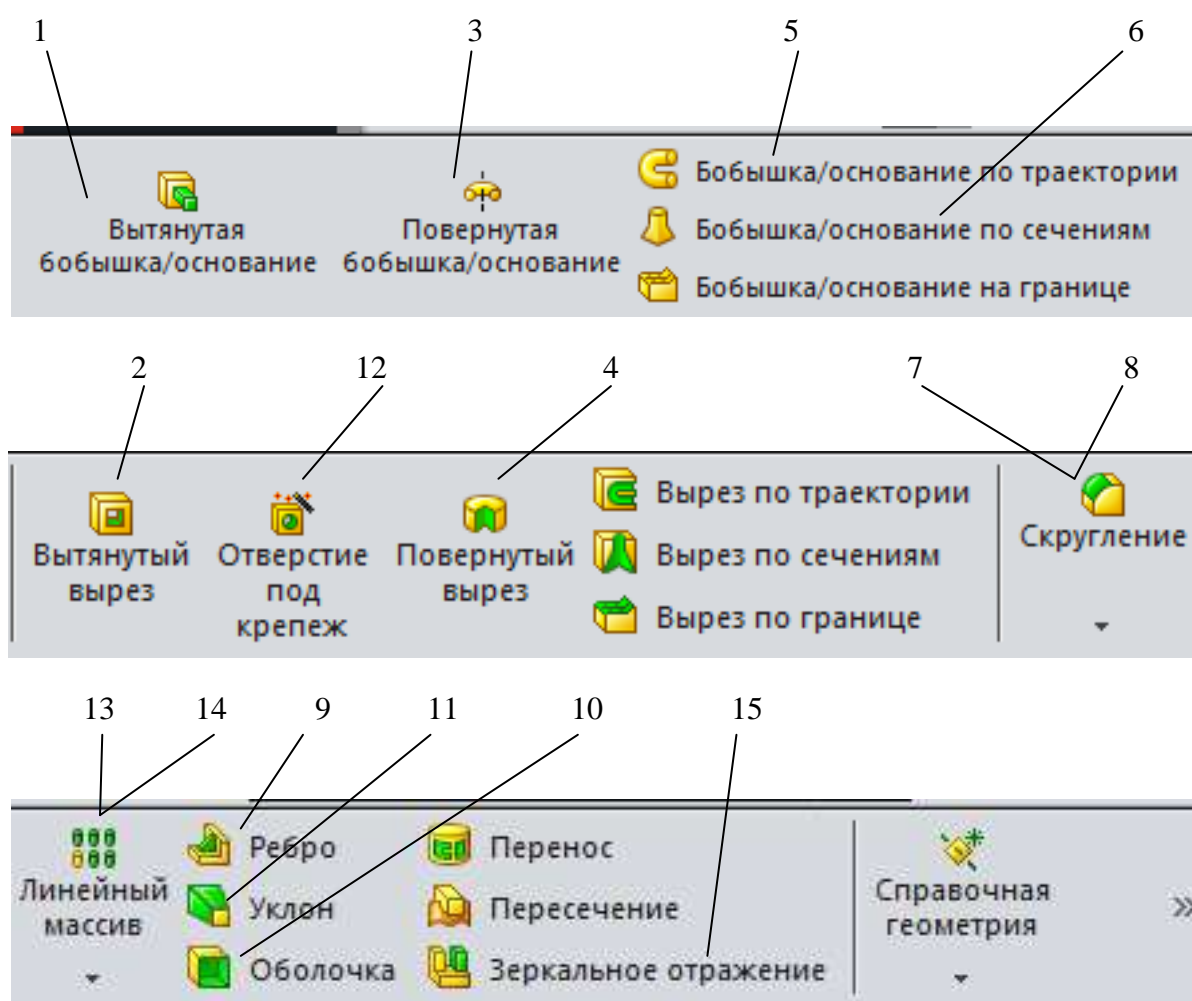 1 3 5 6
Бобышка/основание по траектории
Вытянутая
бобышка/основание
Повернутая
бобышка/основание
Бобышка/основание по сечениям
Бобышка/основание на границе
2 12 4 7 8
Вытянутый
вырез
Отверстие
под
крепеж
Повернутый
вырез
Вырез по траектории
Вырез по сечениям
Вырез по границе
Скругление
13 14 9 11 10 15
Линейный
массив
Ребро
Уклон
Оболочка
Перенос
Пересечение
Зеркальное отражение
Справочная
геометрия
»